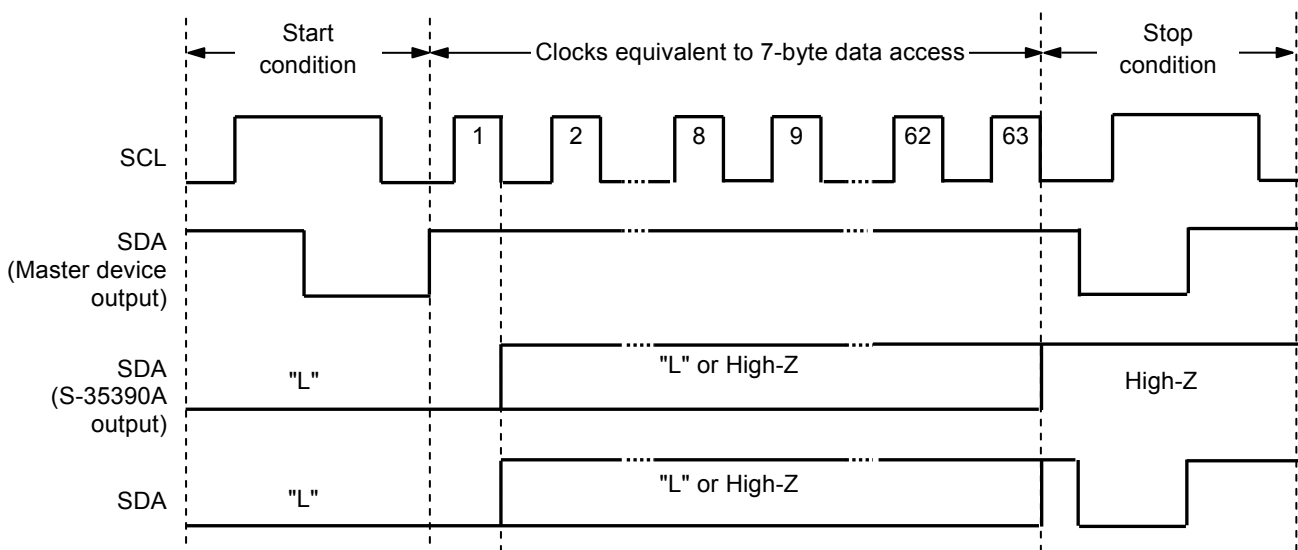 Start
condition
Clocks equivalent to 7-byte data access
Stop
condition
SCL
1
2
8
9
62
63
SDA
(Master device
output)
SDA
(S-35390A
output)
"L"
"L" or High-Z
High-Z
SDA
"L"
"L" or High-Z